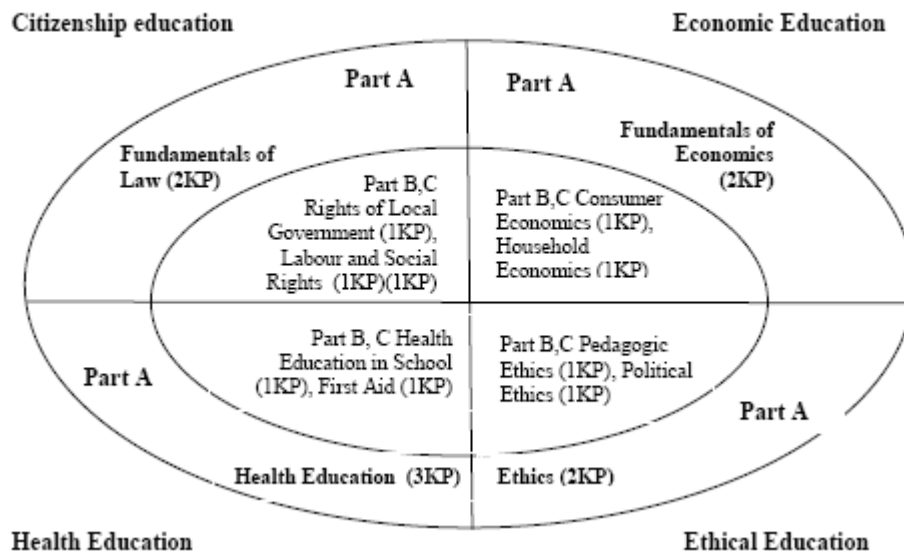 Citizenship education
Economic Education
Part A
Part A
Fundamentals of
Law (2KP)
Fundamentals of
Economics
(2KP)
Part B,C
Rights of Local
Government (1KP),
Labour and Social
Rights (1KP)(1KP)
Part B,C Consumer
Economics (1KP),
Household
Economics (1KP)
Part B, C Health
Education in School
(1KP), First Aid (1KP)
Part B,C Pedagogic
Ethics (1KP), Political
Ethics (1KP)
Part A
Part A
Health Education (3KP)
Ethics (2KP)
Health Education
Ethical Education